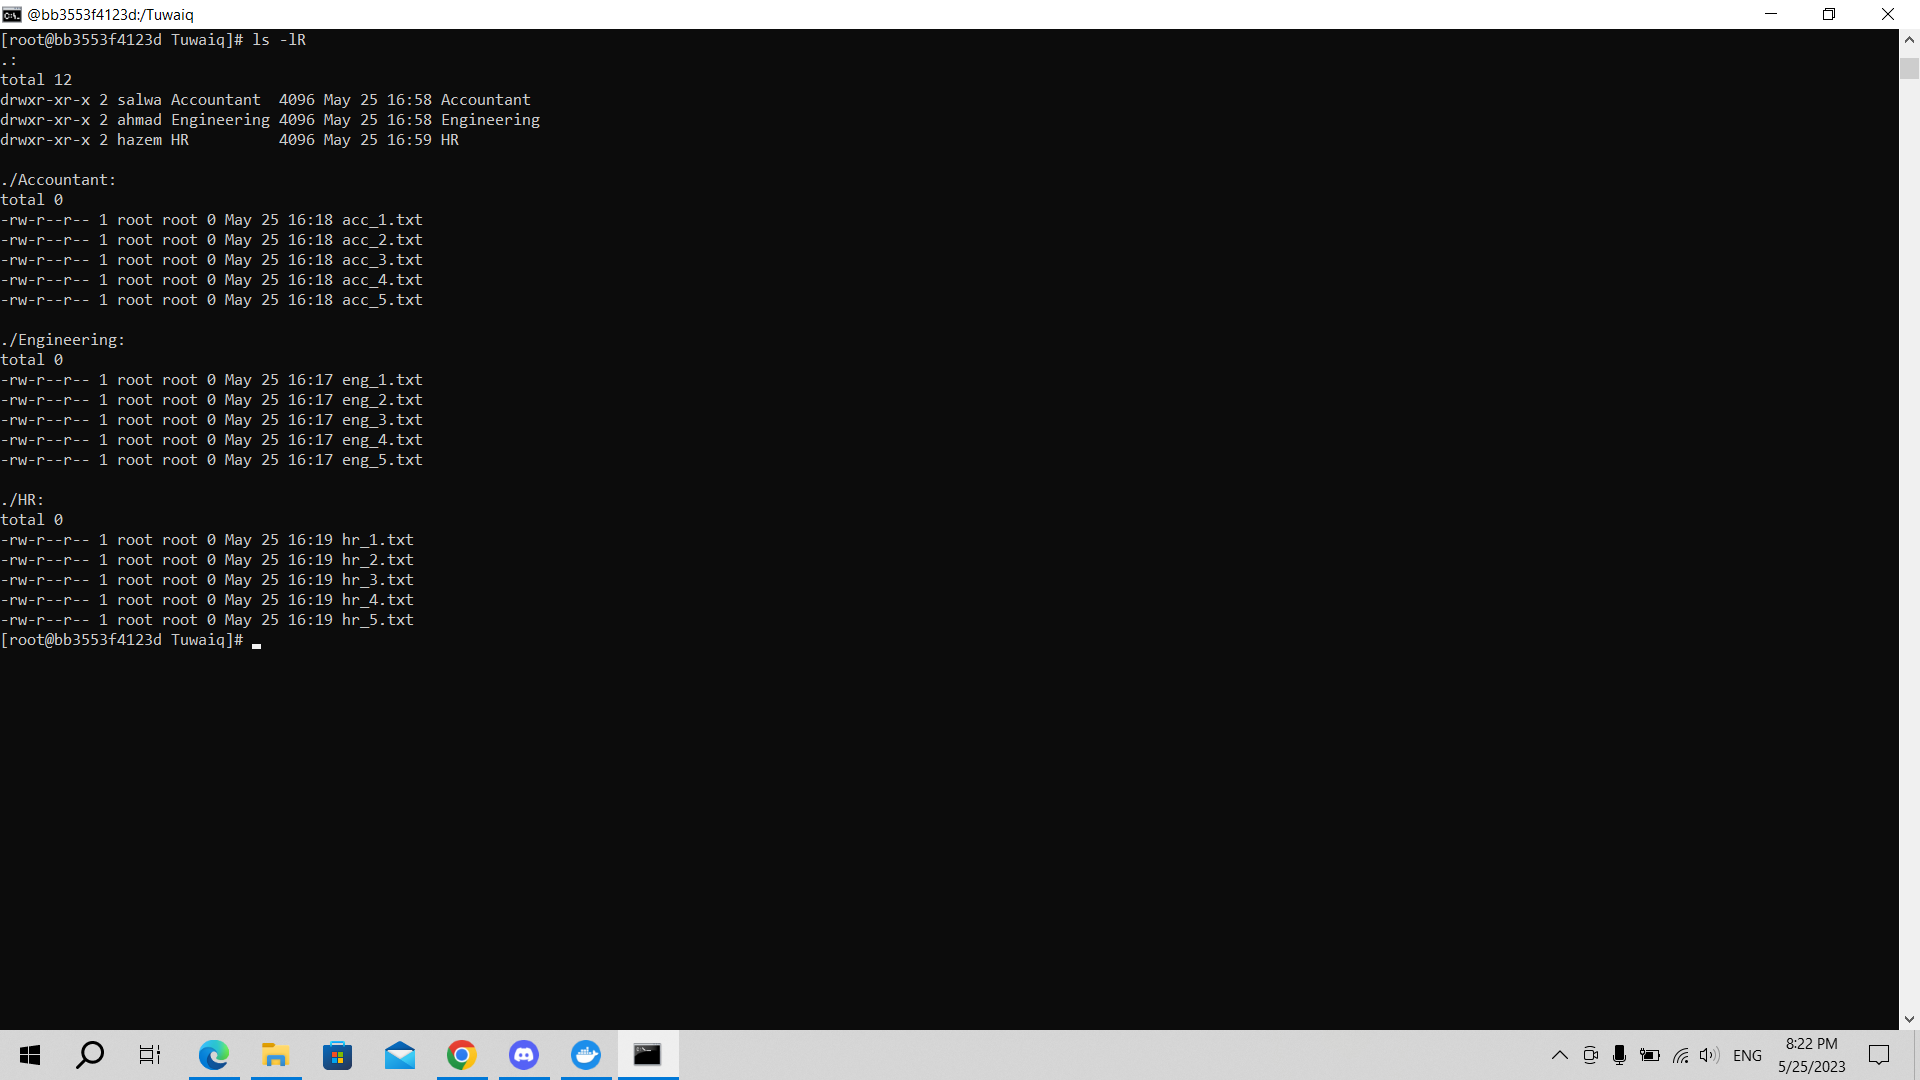 @bb3553f4123d:/Tuwaiq
[root@bb3553f4123d Tuwaiq]# ls -lR
.:
total 12
drwxr-xr-x 2 salwa Accountant  4096 May 25 16:58 Accountant
drwxr-xr-x 2 ahmad Engineering 4096 May 25 16:58 Engineering
drwxr-xr-x 2 hazem HR          4096 May 25 16:59 HR

./Accountant:
total 0
-rw-r--r-- 1 root root 0 May 25 16:18 acc_1.txt
-rw-r--r-- 1 root root 0 May 25 16:18 acc_2.txt
-rw-r--r-- 1 root root 0 May 25 16:18 acc_3.txt
-rw-r--r-- 1 root root 0 May 25 16:18 acc_4.txt
-rw-r--r-- 1 root root 0 May 25 16:18 acc_5.txt

./Engineering:
total 0
-rw-r--r-- 1 root root 0 May 25 16:17 eng_1.txt
-rw-r--r-- 1 root root 0 May 25 16:17 eng_2.txt
-rw-r--r-- 1 root root 0 May 25 16:17 eng_3.txt
-rw-r--r-- 1 root root 0 May 25 16:17 eng_4.txt
-rw-r--r-- 1 root root 0 May 25 16:17 eng_5.txt

./HR:
total 0
-rw-r--r-- 1 root root 0 May 25 16:19 hr_1.txt
-rw-r--r-- 1 root root 0 May 25 16:19 hr_2.txt
-rw-r--r-- 1 root root 0 May 25 16:19 hr_3.txt
-rw-r--r-- 1 root root 0 May 25 16:19 hr_4.txt
-rw-r--r-- 1 root root 0 May 25 16:19 hr_5.txt
[root@bb3553f4123d Tuwaiq]#
ENG
8:22 PM
5/25/2023